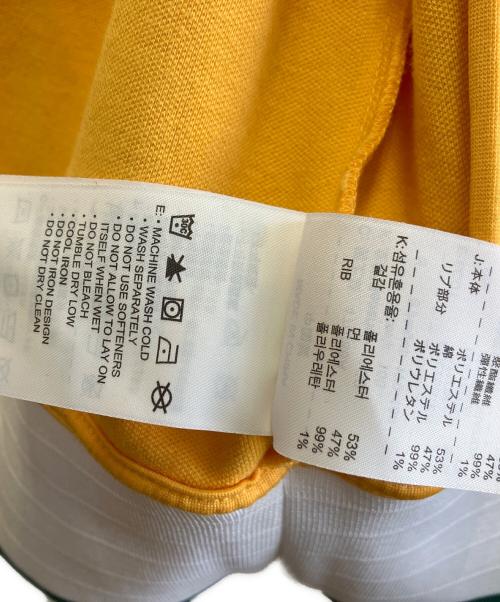 E: • MACHINE WASH COLD
• WASH SEPARATELY
• DO NOT USE SOFTENERS
• DO NOT ALLOW TO LAY ON
ITSELF WHEN WET
• DO NOT BLEACH
• TUMBLE DRY LOW
• COOL IRON
• DO NOT IRON DESIGN
• DO NOT DRY CLEAN
30
弾性繊維 1%
J: 本体
ポリエステル 53%
綿 47%
リブ部分
ポリエステル 99%
ポリウレタン 1%
K: 섬유혼용율:
겉감
폴리에스터 53%
면 47%
RIB
폴리에스터 99%
폴리우레탄 1%